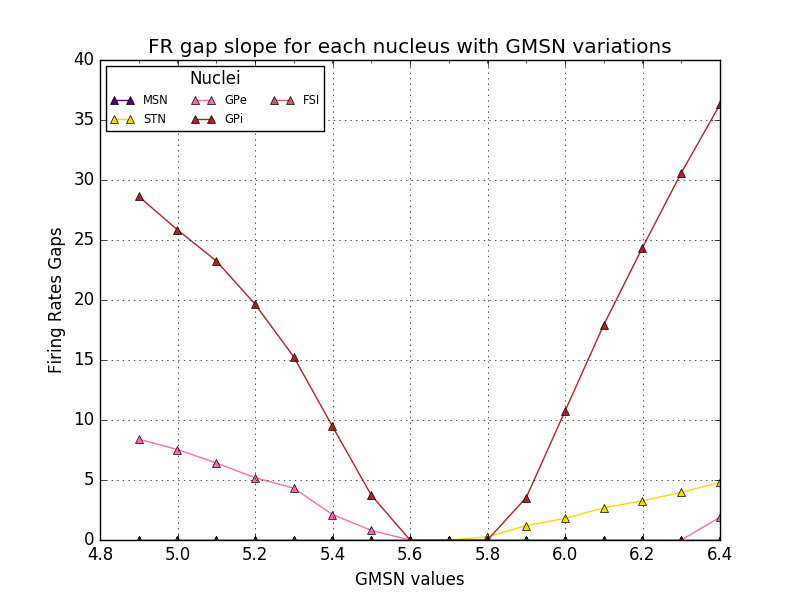 FR gap slope for each nucleus with GMSN variations
Nuclei
MSN GPe FSI
STN GPi
40
35
30
25
20
15
10
5
0
Firing Rates Gaps
4.8 5.0 5.2 5.4 5.6 5.8 6.0 6.2 6.4
GMSN values